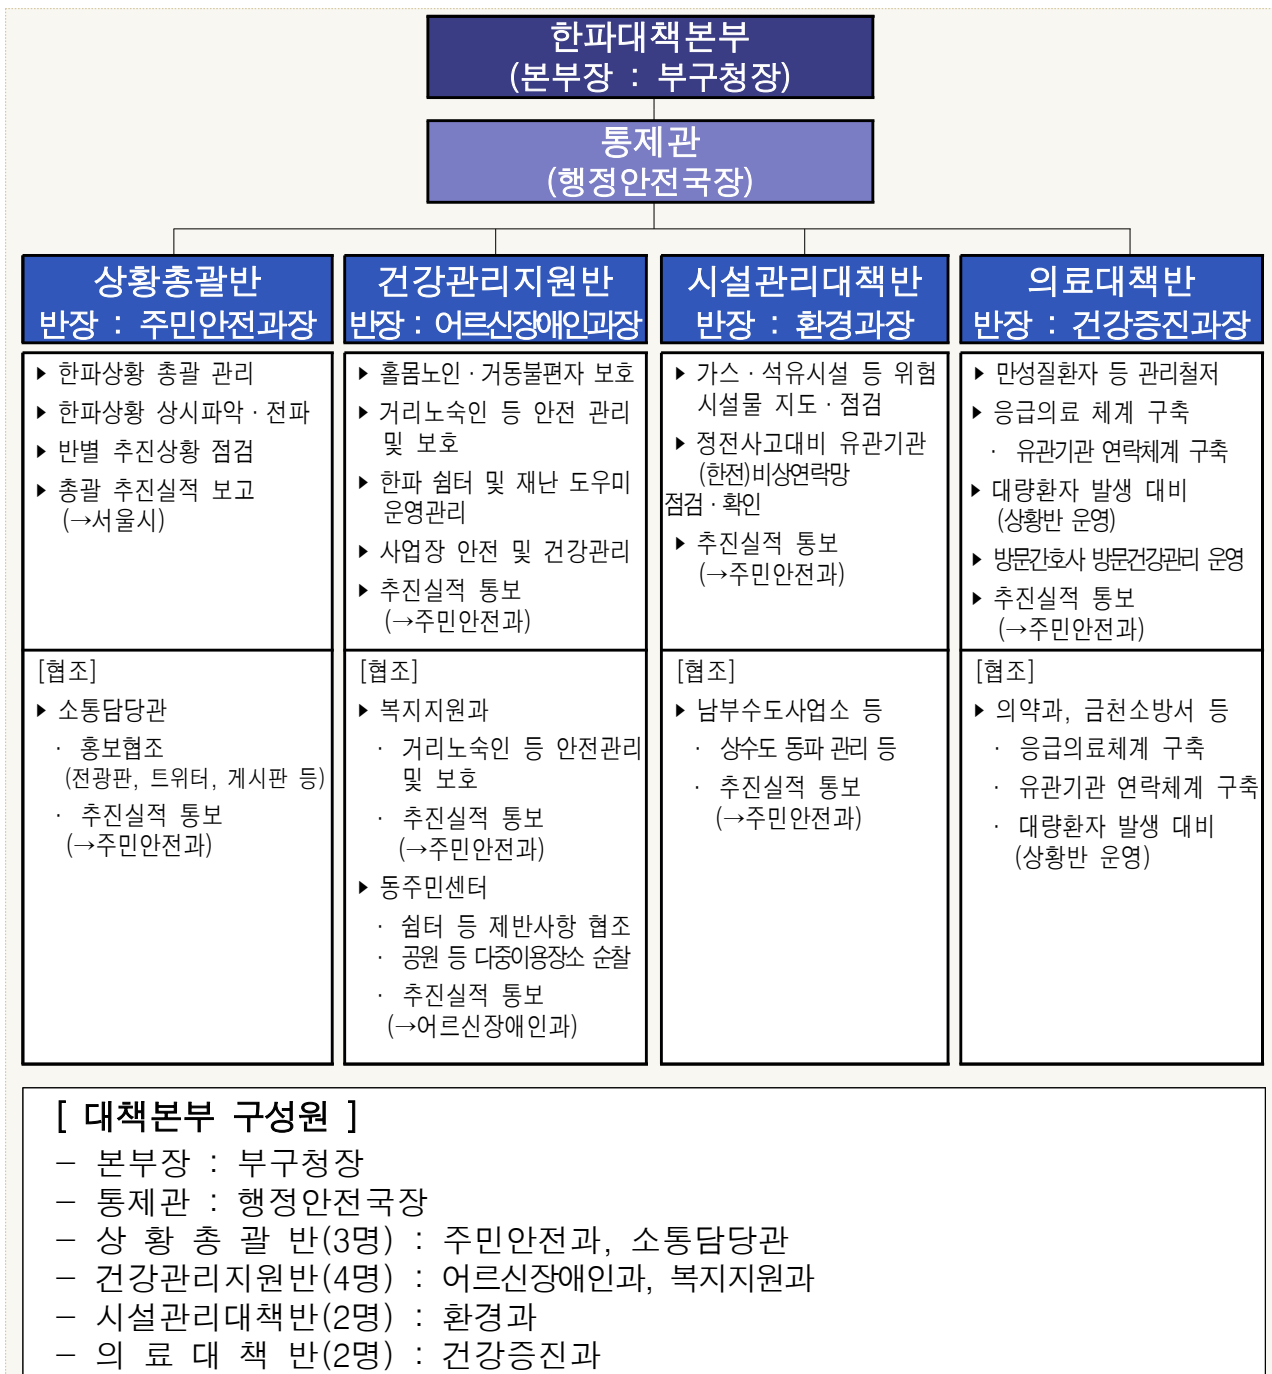 한파대책본부
(본부장 : 부구청장)
통제관
(행정안전국장)
상황총괄반
반장 : 주민안전과장
▶ 한파상황 총괄 관리
▶ 한파상황 상시파악 · 전파
▶ 반별 추진상황 점검
▶ 총괄 추진실적 보고
(→서울시)
[협조]
▶ 소통담당관
· 홍보협조
(전광판, 트위터, 게시판 등)
· 추진실적 통보
(→주민안전과)
건강관리지원반
반장 : 어르신장애인과장
▶ 홀몸노인 · 거동불편자 보호
▶ 거리노숙인 등 안전 관리
및 보호
▶ 한파 쉼터 및 재난 도우미
운영관리
▶ 사업장 안전 및 건강관리
▶ 추진실적 통보
(→주민안전과)
[협조]
▶ 복지지원과
· 거리노숙인 등 안전관리
및 보호
· 추진실적 통보
(→주민안전과)
▶ 동주민센터
· 쉼터 등 제반사항 협조
· 공원 등 다중이용장소 순찰
· 추진실적 통보
(→어르신장애인과)
시설관리대책반
반장 : 환경과장
▶ 가스 · 석유시설 등 위험
시설물 지도 · 점검
▶ 정전사고대비 유관기관
(한전)비상연락망
점검 · 확인
▶ 추진실적 통보
(→주민안전과)
[협조]
▶ 남부수도사업소 등
· 상수도 동파 관리 등
· 추진실적 통보
(→주민안전과)
의료대책반
반장 : 건강증진과장
▶ 만성질환자 등 관리철저
▶ 응급의료 체계 구축
· 유관기관 연락체계 구축
▶ 대량환자 발생 대비
(상황반 운영)
▶ 방문간호사 방문건강관리 운영
▶ 추진실적 통보
(→주민안전과)
[협조]
▶ 의약과, 금천소방서 등
· 응급의료체계 구축
· 유관기관 연락체계 구축
· 대량환자 발생 대비
(상황반 운영)
[ 대책본부 구성원 ]
– 본부장 : 부구청장
– 통제관 : 행정안전국장
– 상 황 총 괄 반(3명) : 주민안전과, 소통담당관
– 건강관리지원반(4명) : 어르신장애인과, 복지지원과
– 시설관리대책반(2명) : 환경과
– 의 료 대 책 반(2명) : 건강증진과